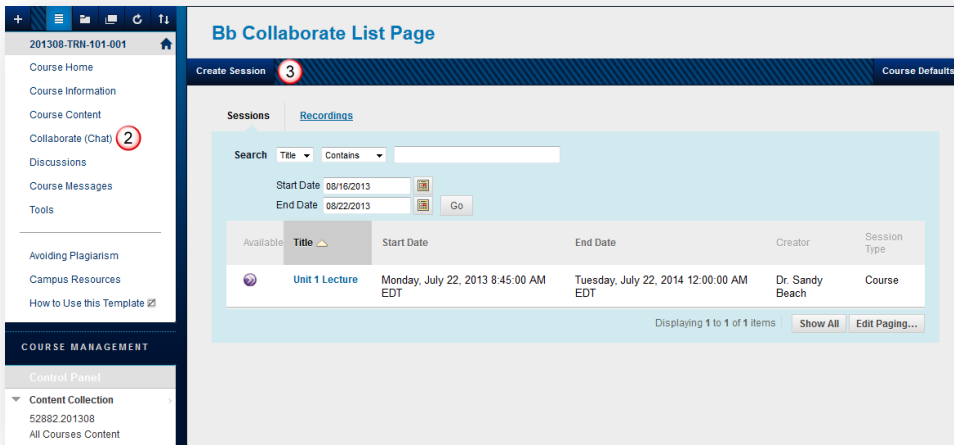 201308-TRN-101-001
Course Home
Course Information
Course Content
Collaborate (Chat) 2
Discussions
Course Messages
Tools
Avoiding Plagiarism
Campus Resources
How to Use this Template
COURSE MANAGEMENT
Control Panel
Content Collection
52882.201308
All Courses Content
Bb Collaborate List Page
Create Session 3 Course Defaults
Sessions Recordings
Search Title Contains
Start Date 08/16/2013
End Date 08/22/2013 Go
Available Title Start Date End Date Creator Session
Type
Unit 1 Lecture Monday, July 22, 2013 8:45:00 AM Tuesday, July 22, 2014 12:00:00 AM Dr. Sandy Course
EDT EDT Beach
Displaying 1 to 1 of 1 items Show All Edit Paging...